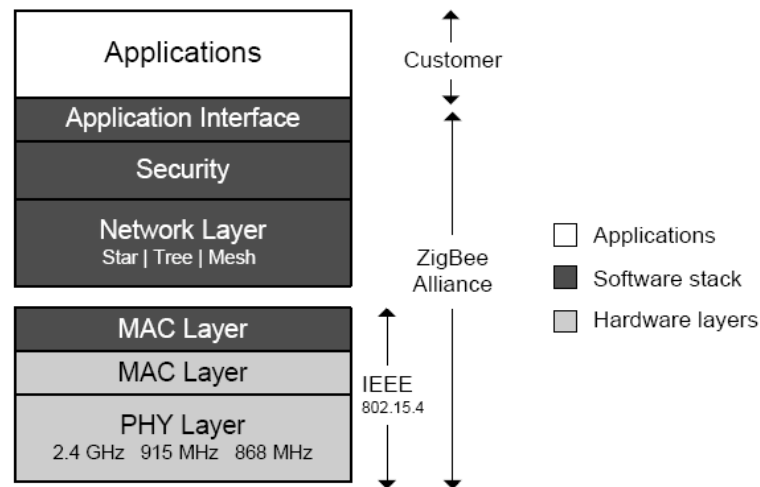 Applications
Customer
Application Interface
Security
Network Layer
Star | Tree | Mesh
ZigBee
Alliance
MAC Layer
MAC Layer
IEEE
802.15.4
PHY Layer
2.4 GHz 915 MHz 868 MHz
Applications
Software stack
Hardware layers